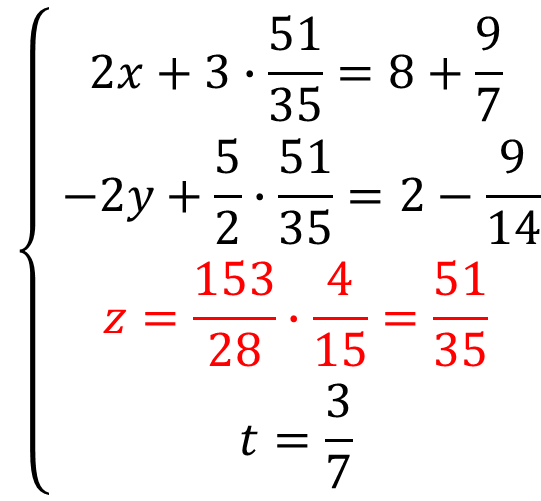 2x + 3 · 51/35 = 8 + 9/7
−2y + 5/2 · 51/35 = 2 − 9/14
z = 153/28 · 4/15 = 51/35
t = 3/7